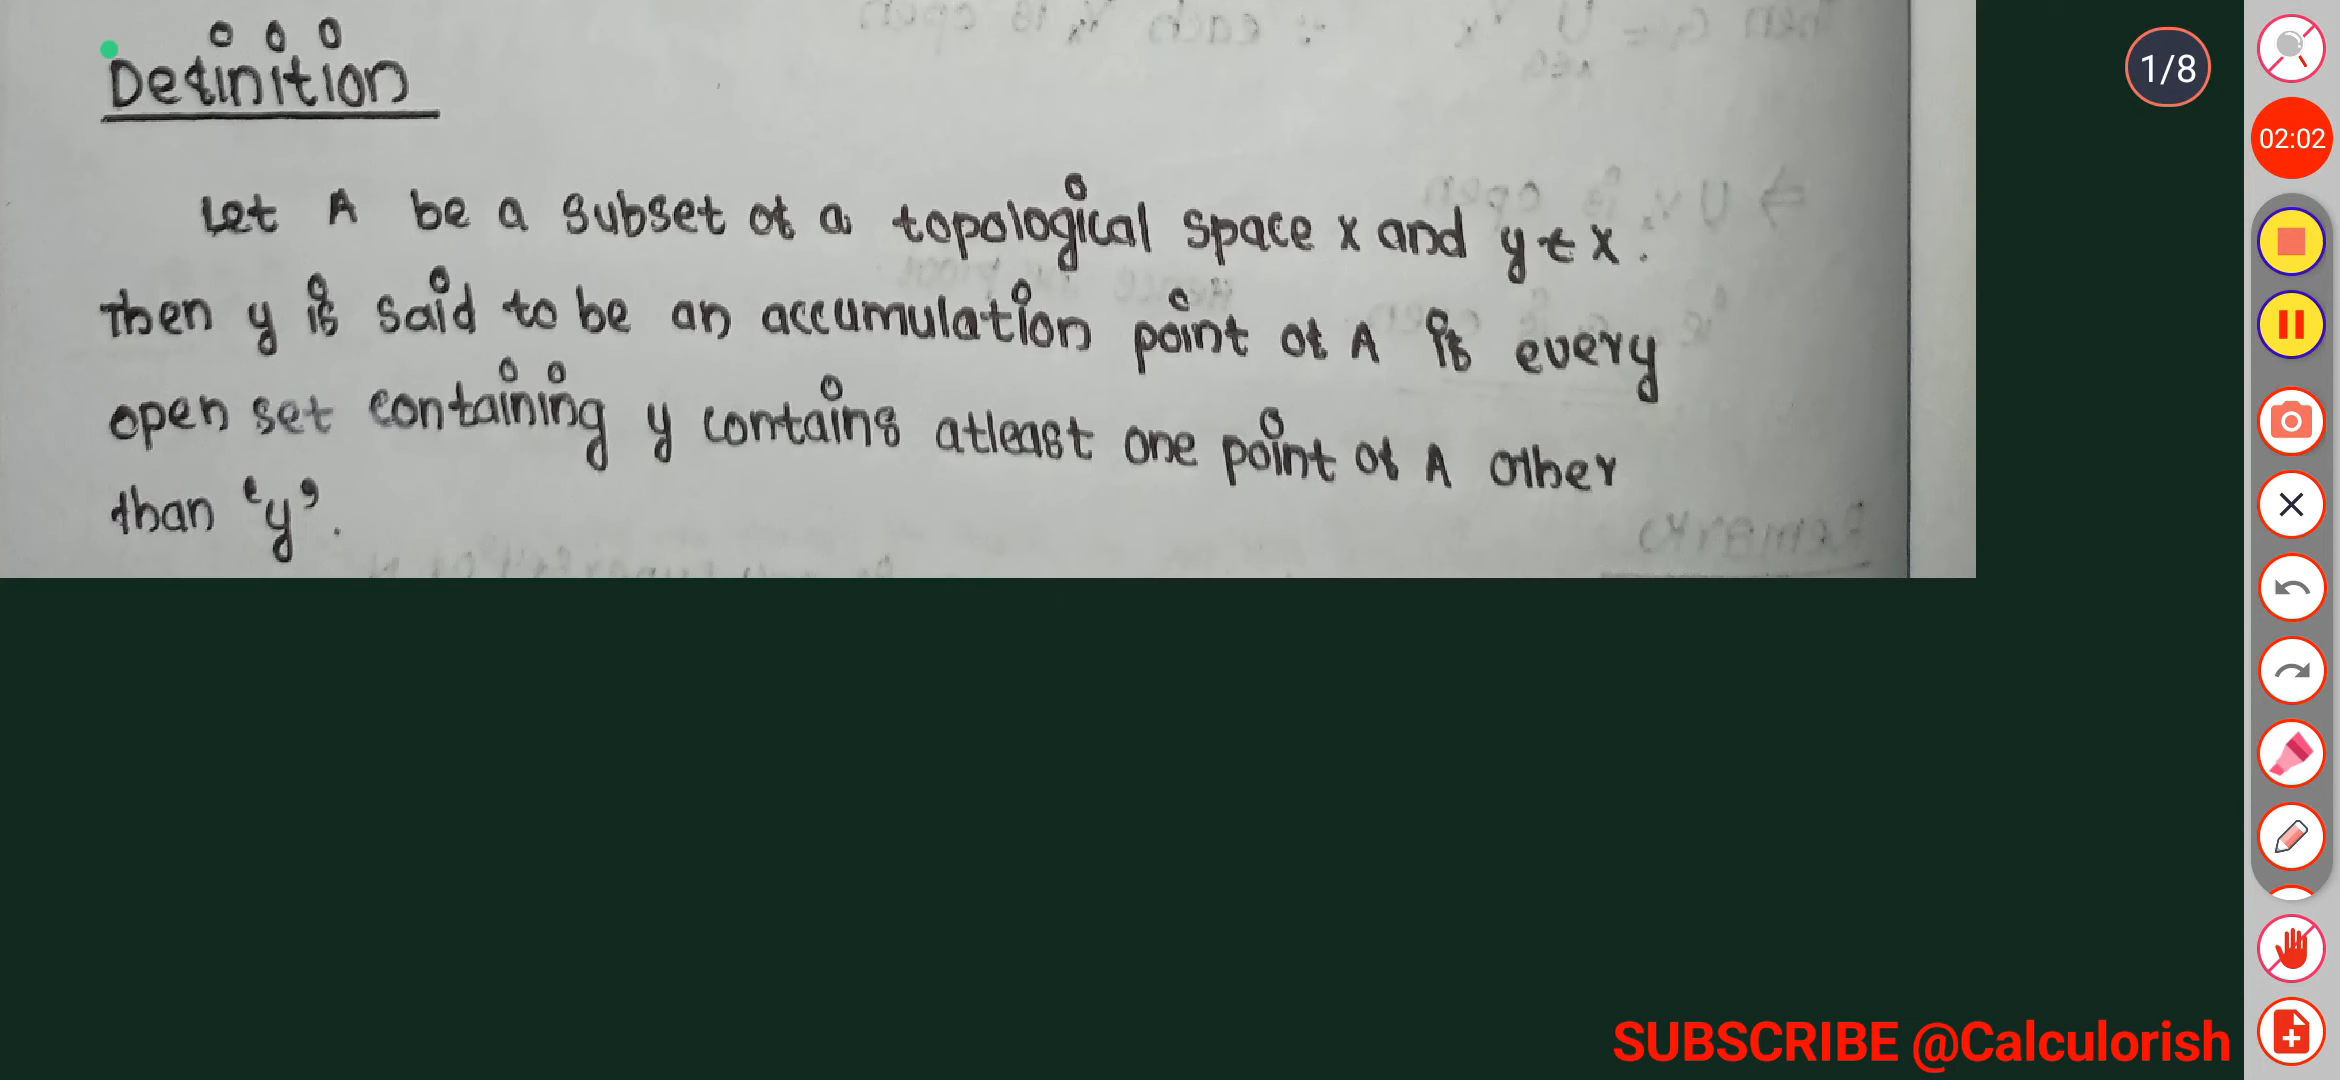 Definition
Let A be a subset of a topological space X and y ∈ X.
Then y is said to be an accumulation point of A if every
open set containing y contains atleast one point of A other
than 'y'.
1/8
02:02
SUBSCRIBE @Calculorish